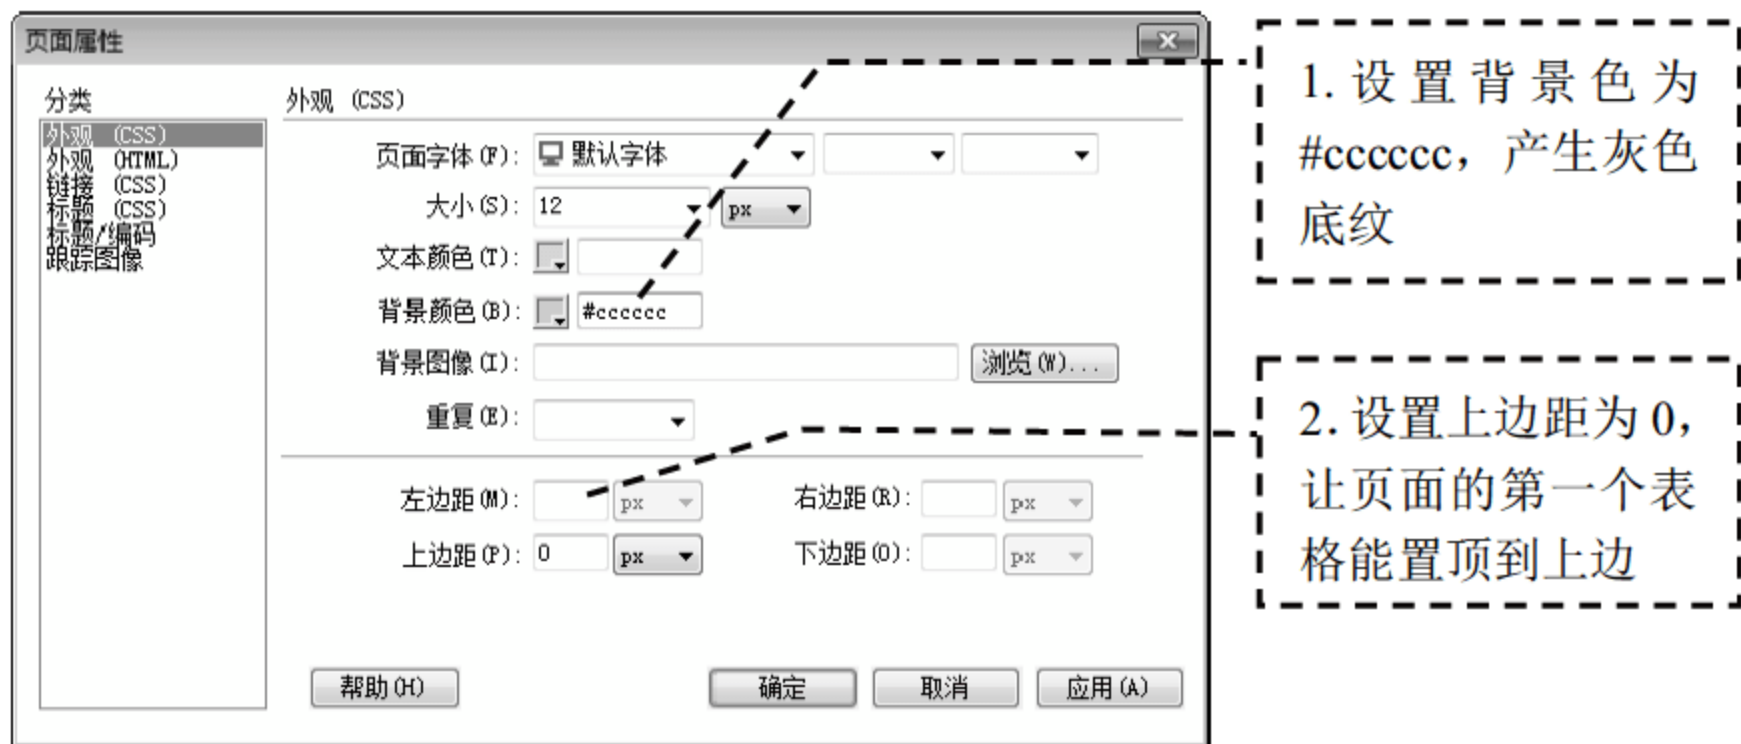 页面属性
分类
外观 (CSS)
外观 (HTML)
链接 (CSS)
标题 (CSS)
标题/编码
跟踪图像
外观 (CSS)
页面字体(F): 默认字体
大小(S): 12 px
文本颜色(T):
背景颜色(B): #cccccc
背景图像(I): 浏览(W)...
重复(E):
左边距(M): px 右边距(R): px
上边距(P): 0 px 下边距(O): px
帮助(H) 确定 取消 应用(A)
1. 设置背景色为
#cccccc，产生灰色
底纹
2. 设置上边距为 0，
让页面的第一个表
格能置顶到上边